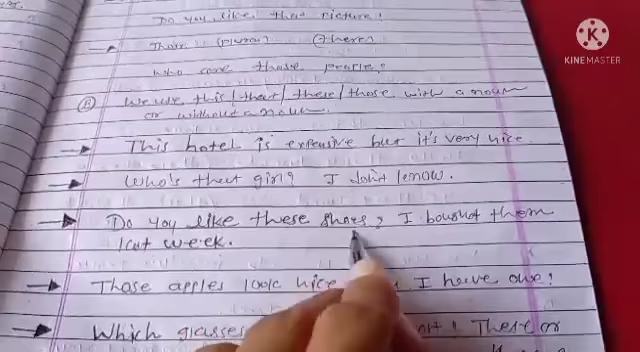 Do you like that picture?
Those (plural) (there)
who are those people?
B We use this / that / these / those with a noun
or without a noun.
This hotel is expensive but it's very nice
Who's that girl? I don't know.
Do you like these shoes, I bought them
last week.
Those apples look nice I have one?
Which glasses These or
K
KINEMASTER